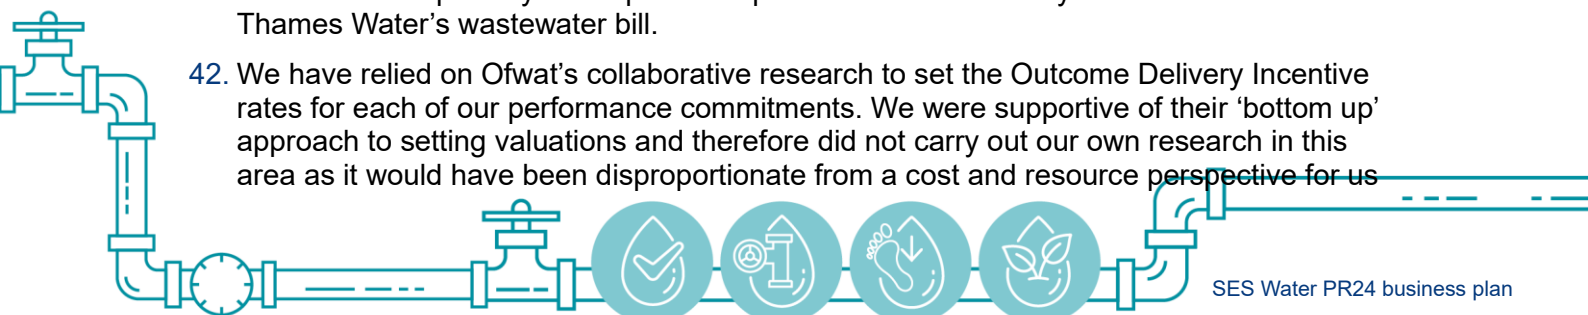 Thames Water’s wastewater bill.
42. We have relied on Ofwat’s collaborative research to set the Outcome Delivery Incentive
rates for each of our performance commitments. We were supportive of their ‘bottom up’
approach to setting valuations and therefore did not carry out our own research in this
area as it would have been disproportionate from a cost and resource perspective for us
SES Water PR24 business plan